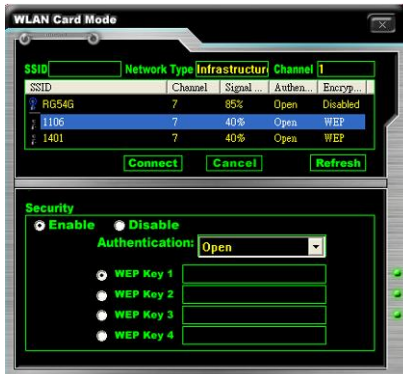 WLAN Card Mode
SSID Network Type Infrastructur Channel 1
SSID Channel Signal ... Authen... Encryp...
RG54G 7 85% Open Disabled
1106 7 40% Open WEP
1401 7 40% Open WEP
Connect Cancel Refresh
Security
Enable Disable
Authentication: Open
WEP Key 1
WEP Key 2
WEP Key 3
WEP Key 4